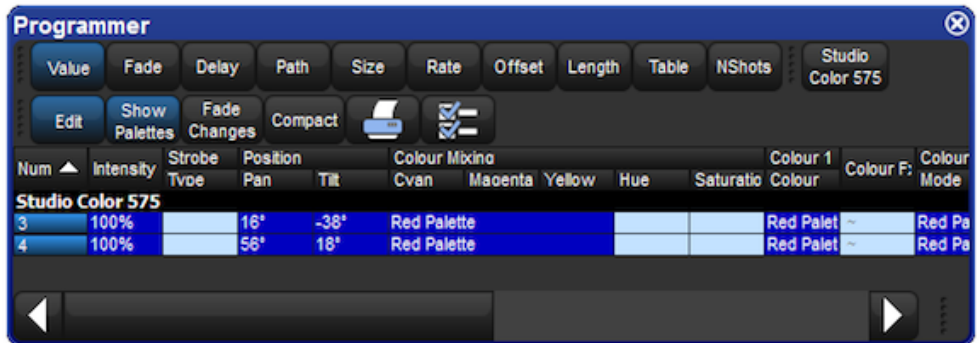 Programmer
Value Fade Delay Path Size Rate Offset Length Table NShots Studio Color 575
Edit Show Palettes Fade Changes Compact
Num Intensity Strobe Position Colour Mixing Colour 1 Colour F: Colour
Type Pan Tilt Cyan Magenta Yellow Hue Saturatio Colour Mode
Studio Color 575
3 100% 16° -38° Red Palette Red Palet ~ Red Pa
4 100% 56° 18° Red Palette Red Palet ~ Red Pa